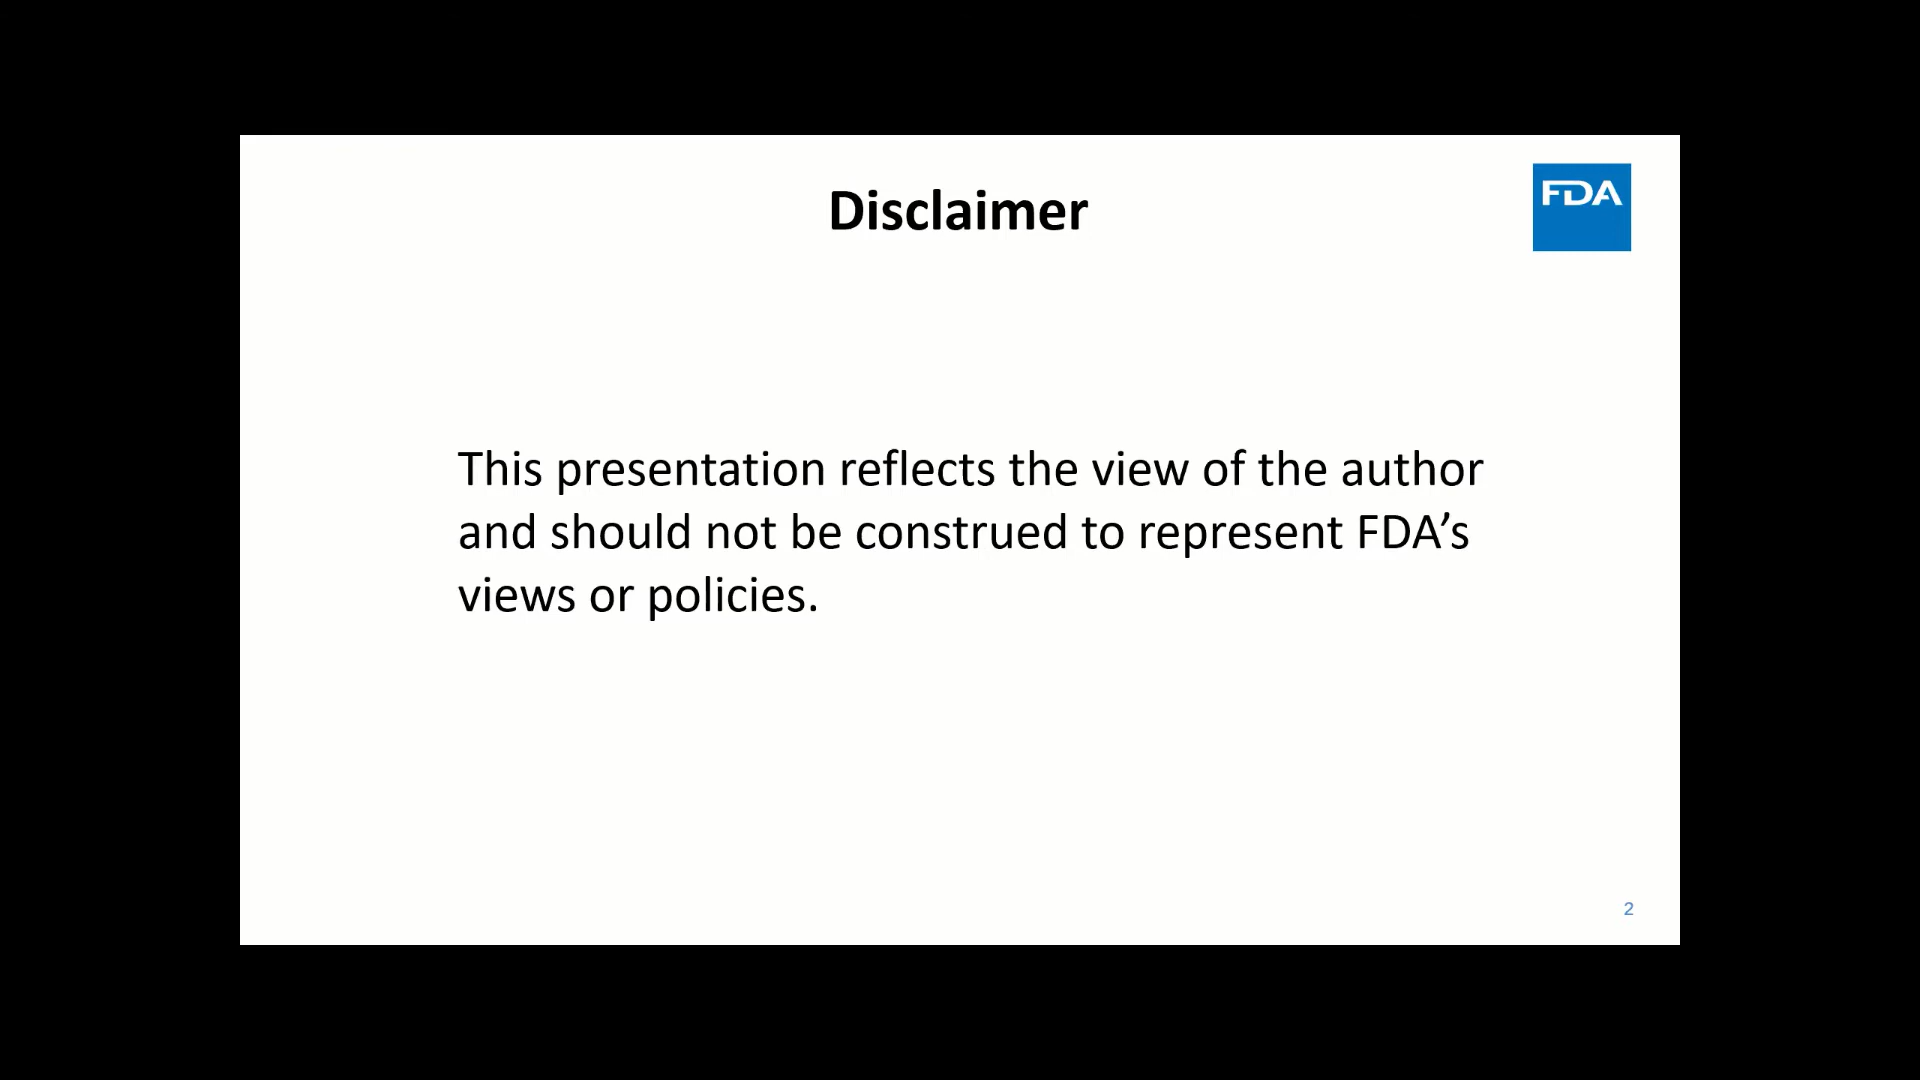 Disclaimer
FDA
This presentation reflects the view of the author
and should not be construed to represent FDA’s
views or policies.
2